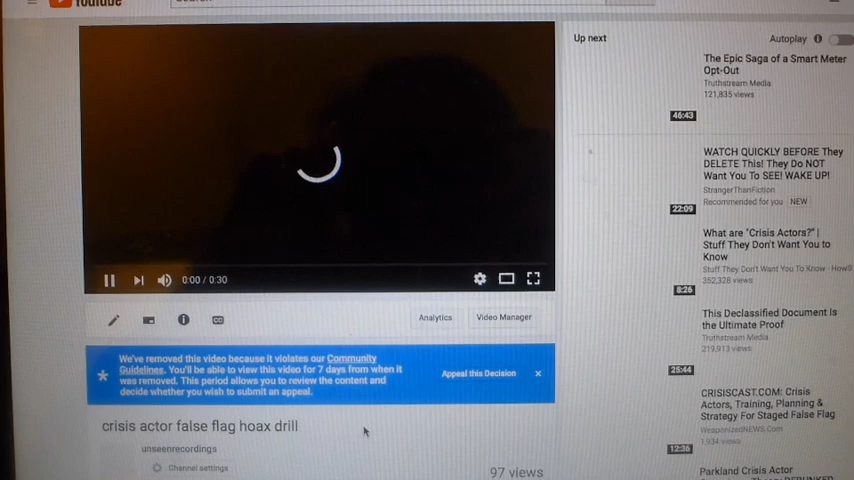 YouTube
Search
Up next
Autoplay
The Epic Saga of a Smart Meter
Opt-Out
Truthstream Media
121,835 views
46:43
WATCH QUICKLY BEFORE They
DELETE This! They Do NOT
Want You To SEE! WAKE UP!
StrangerThanFiction
Recommended for you NEW
22:09
What are "Crisis Actors?" |
Stuff They Don't Want You to
Know
Stuff They Don't Want You To Know - HowS
352,328 views
8:26
This Declassified Document Is
the Ultimate Proof
Truthstream Media
219,913 views
25:44
CRISISCAST.COM: Crisis
Actors, Training, Planning &
Strategy For Staged False Flag
WeaponizedNEWS.Com
1,934 views
12:36
Parkland Crisis Actor
0:00 / 0:30
CC
Analytics
Video Manager
We've removed this video because it violates our Community
Guidelines. You'll be able to view this video for 7 days from when it
was removed. This period allows you to review the content and
decide whether you wish to submit an appeal.
Appeal this Decision
crisis actor false flag hoax drill
unseenrecordings
Channel settings
97 views